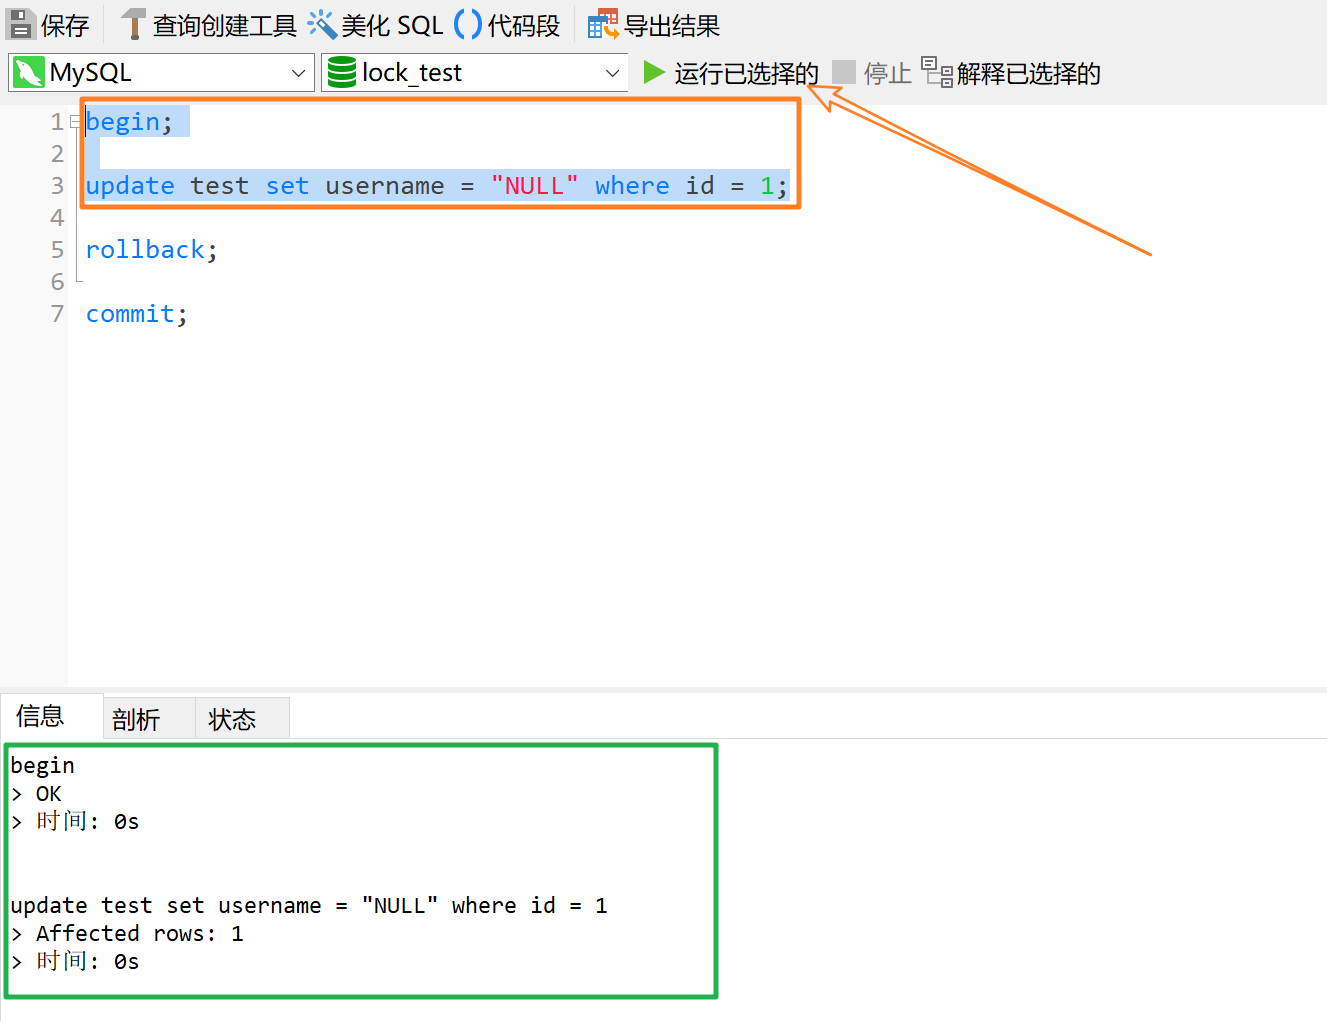 保存 查询创建工具 美化 SQL 代码段 导出结果
MySQL lock_test 运行已选择的 停止 解释已选择的
1 begin;
2
3 update test set username = "NULL" where id = 1;
4
5 rollback;
6
7 commit;
信息 剖析 状态
begin
> OK
> 时间: 0s
update test set username = "NULL" where id = 1
> Affected rows: 1
> 时间: 0s